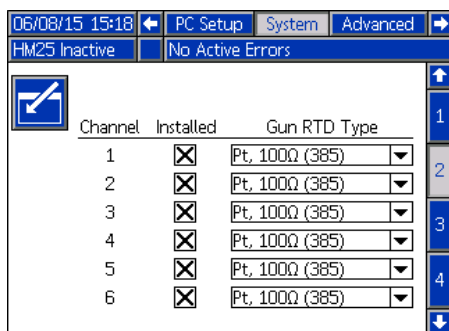 06/08/15 15:18 PC Setup System Advanced
HM25 Inactive No Active Errors
Channel Installed Gun RTD Type
1 Pt, 100Ω (385)
2 Pt, 100Ω (385)
3 Pt, 100Ω (385)
4 Pt, 100Ω (385)
5 Pt, 100Ω (385)
6 Pt, 100Ω (385)
1
2
3
4